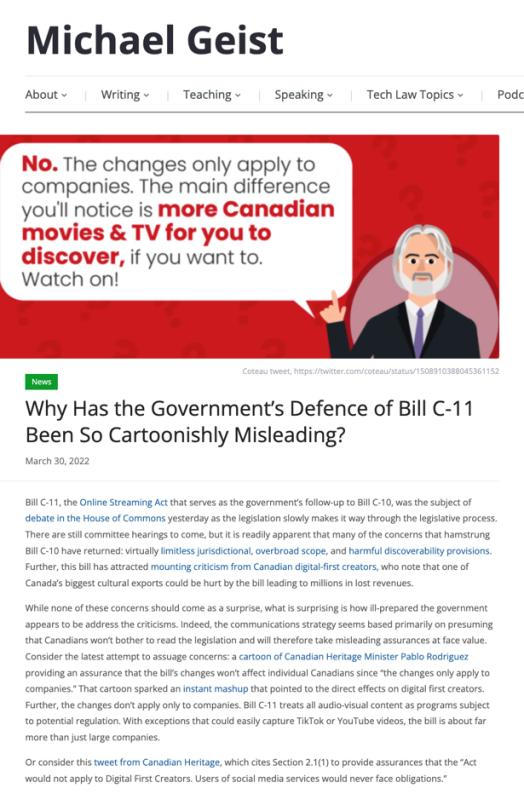 Michael Geist
About
Writing
Teaching
Speaking
Tech Law Topics
Podc
No. The changes only apply to
companies. The main difference
you'll notice is more Canadian
movies & TV for you to
discover, if you want to.
Watch on!
Coteau tweet, https://twitter.com/coteau/status/1508910388045361152
News
Why Has the Government's Defence of Bill C-11
Been So Cartoonishly Misleading?
March 30, 2022
Bill C-11, the Online Streaming Act that serves as the government's follow-up to Bill C-10, was the subject of
debate in the House of Commons yesterday as the legislation slowly makes it way through the legislative process.
There are still committee hearings to come, but it is readily apparent that many of the concerns that hamstrung
Bill C-10 have returned: virtually limitless jurisdictional, overbroad scope, and harmful discoverability provisions.
Further, this bill has attracted mounting criticism from Canadian digital-first creators, who note that one of
Canada's biggest cultural exports could be hurt by the bill leading to millions in lost revenues.
While none of these concerns should come as a surprise, what is surprising is how ill-prepared the government
appears to be address the criticisms. Indeed, the communications strategy seems based primarily on presuming
that Canadians won't bother to read the legislation and will therefore take misleading assurances at face value.
Consider the latest attempt to assuage concerns: a cartoon of Canadian Heritage Minister Pablo Rodriguez
providing an assurance that the bill's changes won't affect individual Canadians since "the changes only apply to
companies." That cartoon sparked an instant mashup that pointed to the direct effects on digital first creators.
Further, the changes don't apply only to companies. Bill C-11 treats all audio-visual content as programs subject
to potential regulation. With exceptions that could easily capture TikTok or YouTube videos, the bill is about far
more than just large companies.
Or consider this tweet from Canadian Heritage, which cites Section 2.1(1) to provide assurances that the "Act
would not apply to Digital First Creators. Users of social media services would never face obligations."